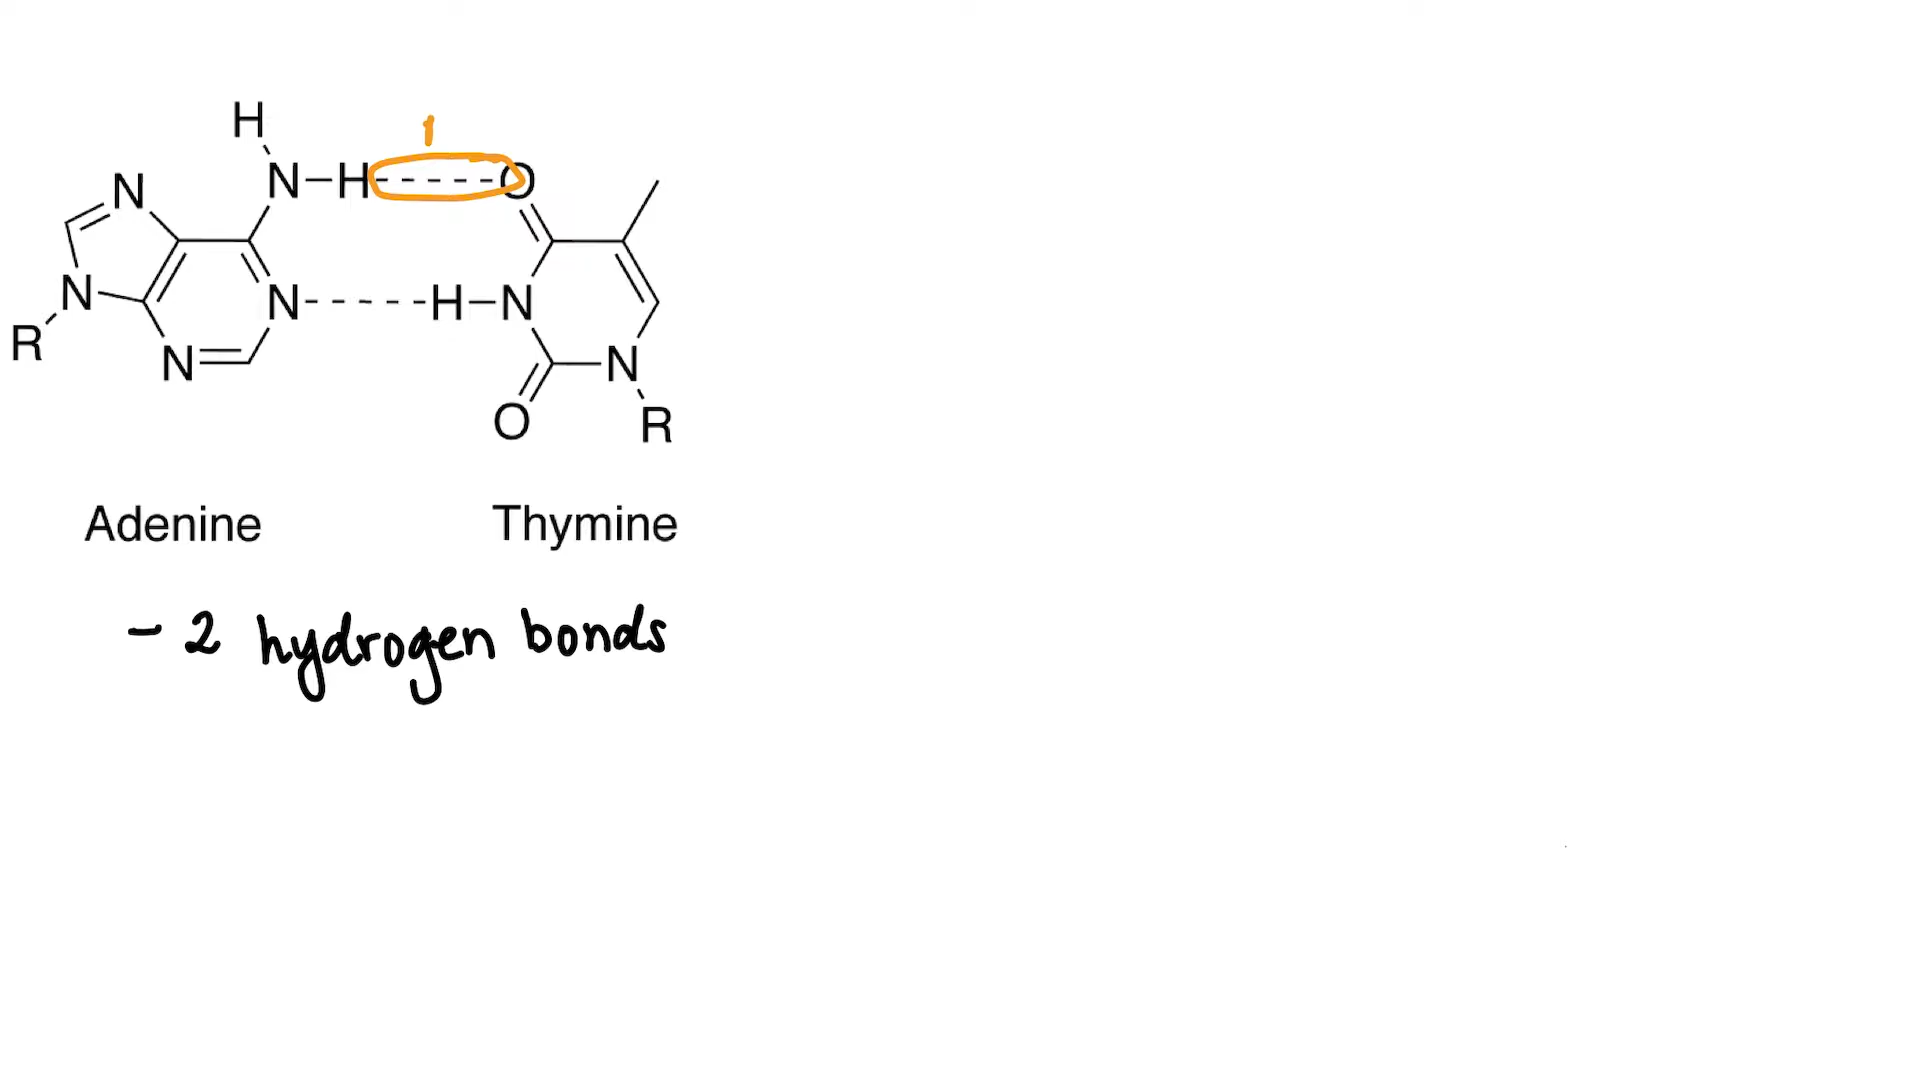 1
H
N N-H O
N N H-N
R N N
O R
Adenine Thymine
- 2 hydrogen bonds